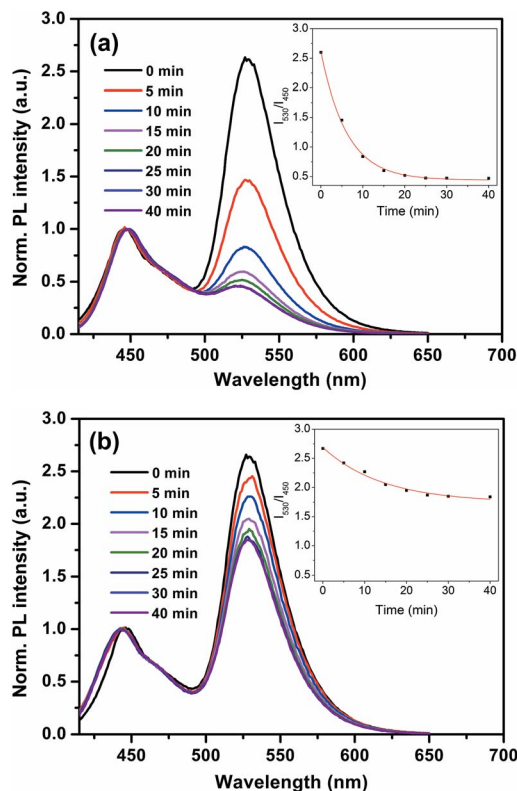 (a)
0 min
5 min
10 min
15 min
20 min
25 min
30 min
40 min
Norm. PL intensity (a.u.)
3.0
2.5
2.0
1.5
1.0
0.5
0.0
450 500 550 600 650 700
Wavelength (nm)
I530/I450
3.0
2.5
2.0
1.5
1.0
0.5
0 10 20 30 40
Time (min)
(b)
0 min
5 min
10 min
15 min
20 min
25 min
30 min
40 min
Norm. PL intensity (a.u.)
3.0
2.5
2.0
1.5
1.0
0.5
0.0
450 500 550 600 650 700
Wavelength (nm)
I530/I450
3.0
2.5
2.0
1.5
1.0
0.5
0 10 20 30 40
Time (min)